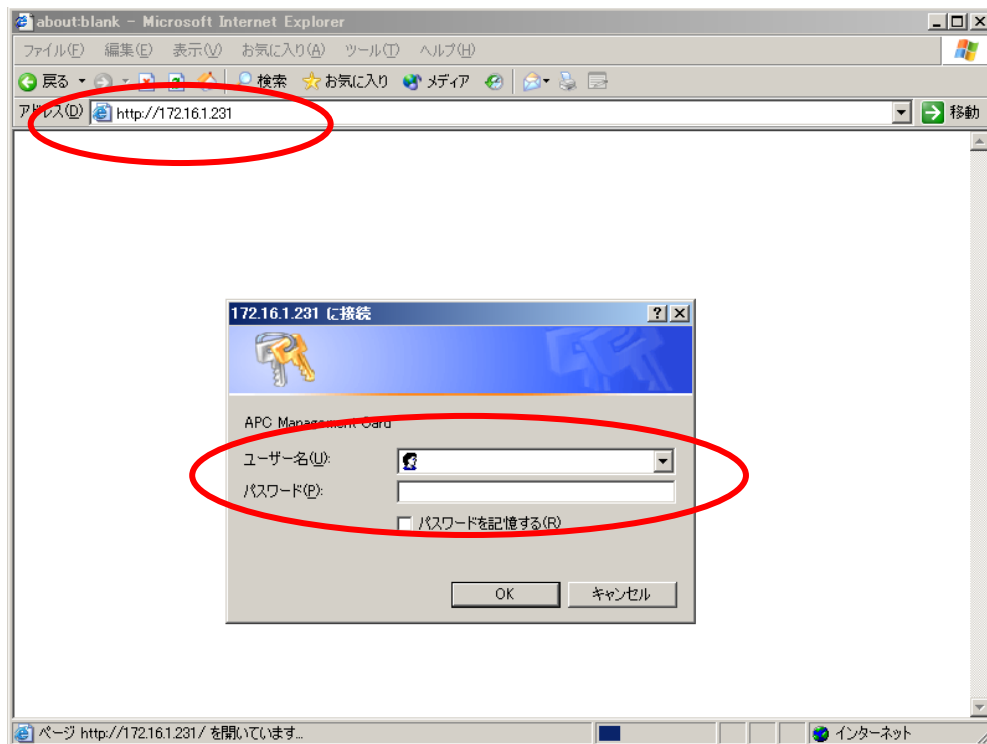 about:blank - Microsoft Internet Explorer
ファイル(F) 編集(E) 表示(V) お気に入り(A) ツール(T) ヘルプ(H)
戻る 検索 お気に入り メディア
アドレス(D) http://172.16.1.231 移動
172.16.1.231 に接続
APC Management Card
ユーザー名(U):
パスワード(P):
パスワードを記憶する(R)
OK キャンセル
ページ http://172.16.1.231/ を開いています... インターネット